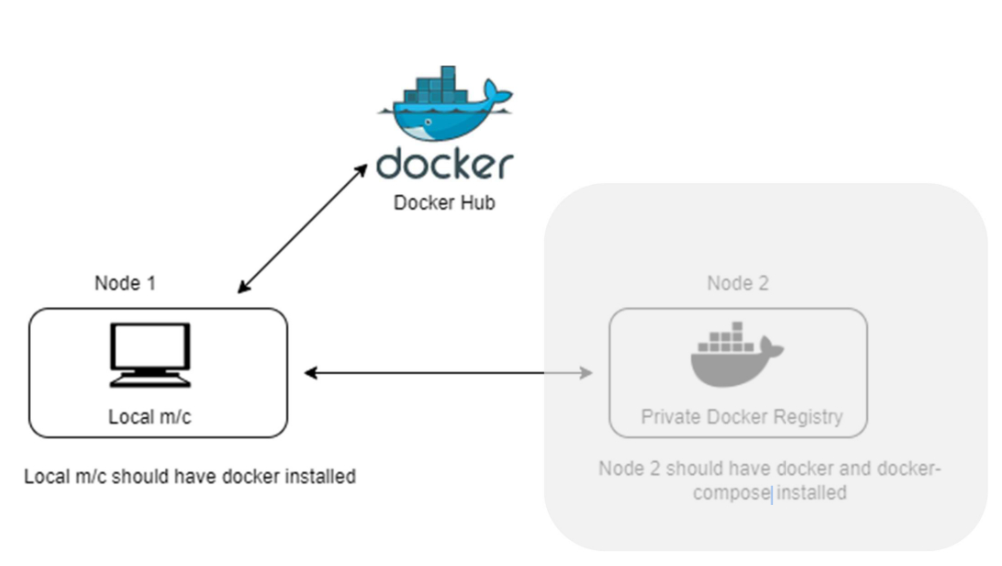 docker
Docker Hub
Node 1
Local m/c
Local m/c should have docker installed
Node 2
Private Docker Registry
Node 2 should have docker and docker-
compose installed